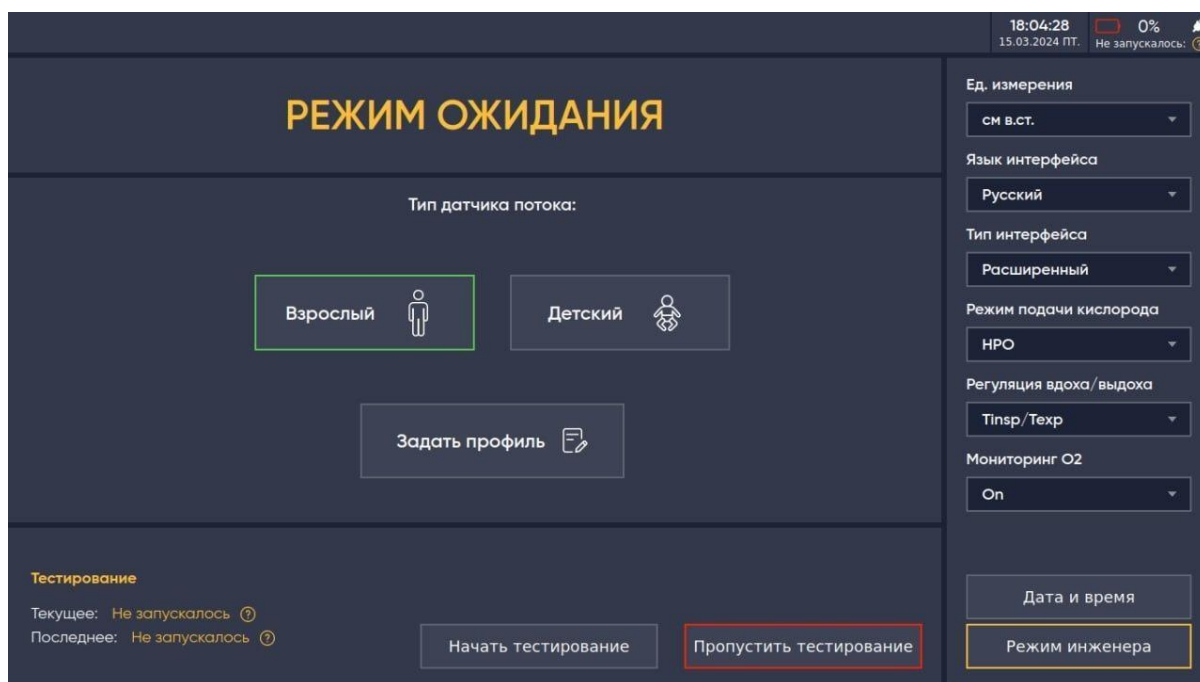 18:04:28
15.03.2024 ПТ.
0%
Не запускалось:
РЕЖИМ ОЖИДАНИЯ
Тип датчика потока:
Взрослый
Детский
Задать профиль
Тестирование
Текущее: Не запускалось ?
Последнее: Не запускалось ?
Начать тестирование
Пропустить тестирование
Ед. измерения
см в.ст.
Язык интерфейса
Русский
Тип интерфейса
Расширенный
Режим подачи кислорода
HPO
Регуляция вдоха/выдоха
Tinsp/Texp
Мониторинг O2
On
Дата и время
Режим инженера